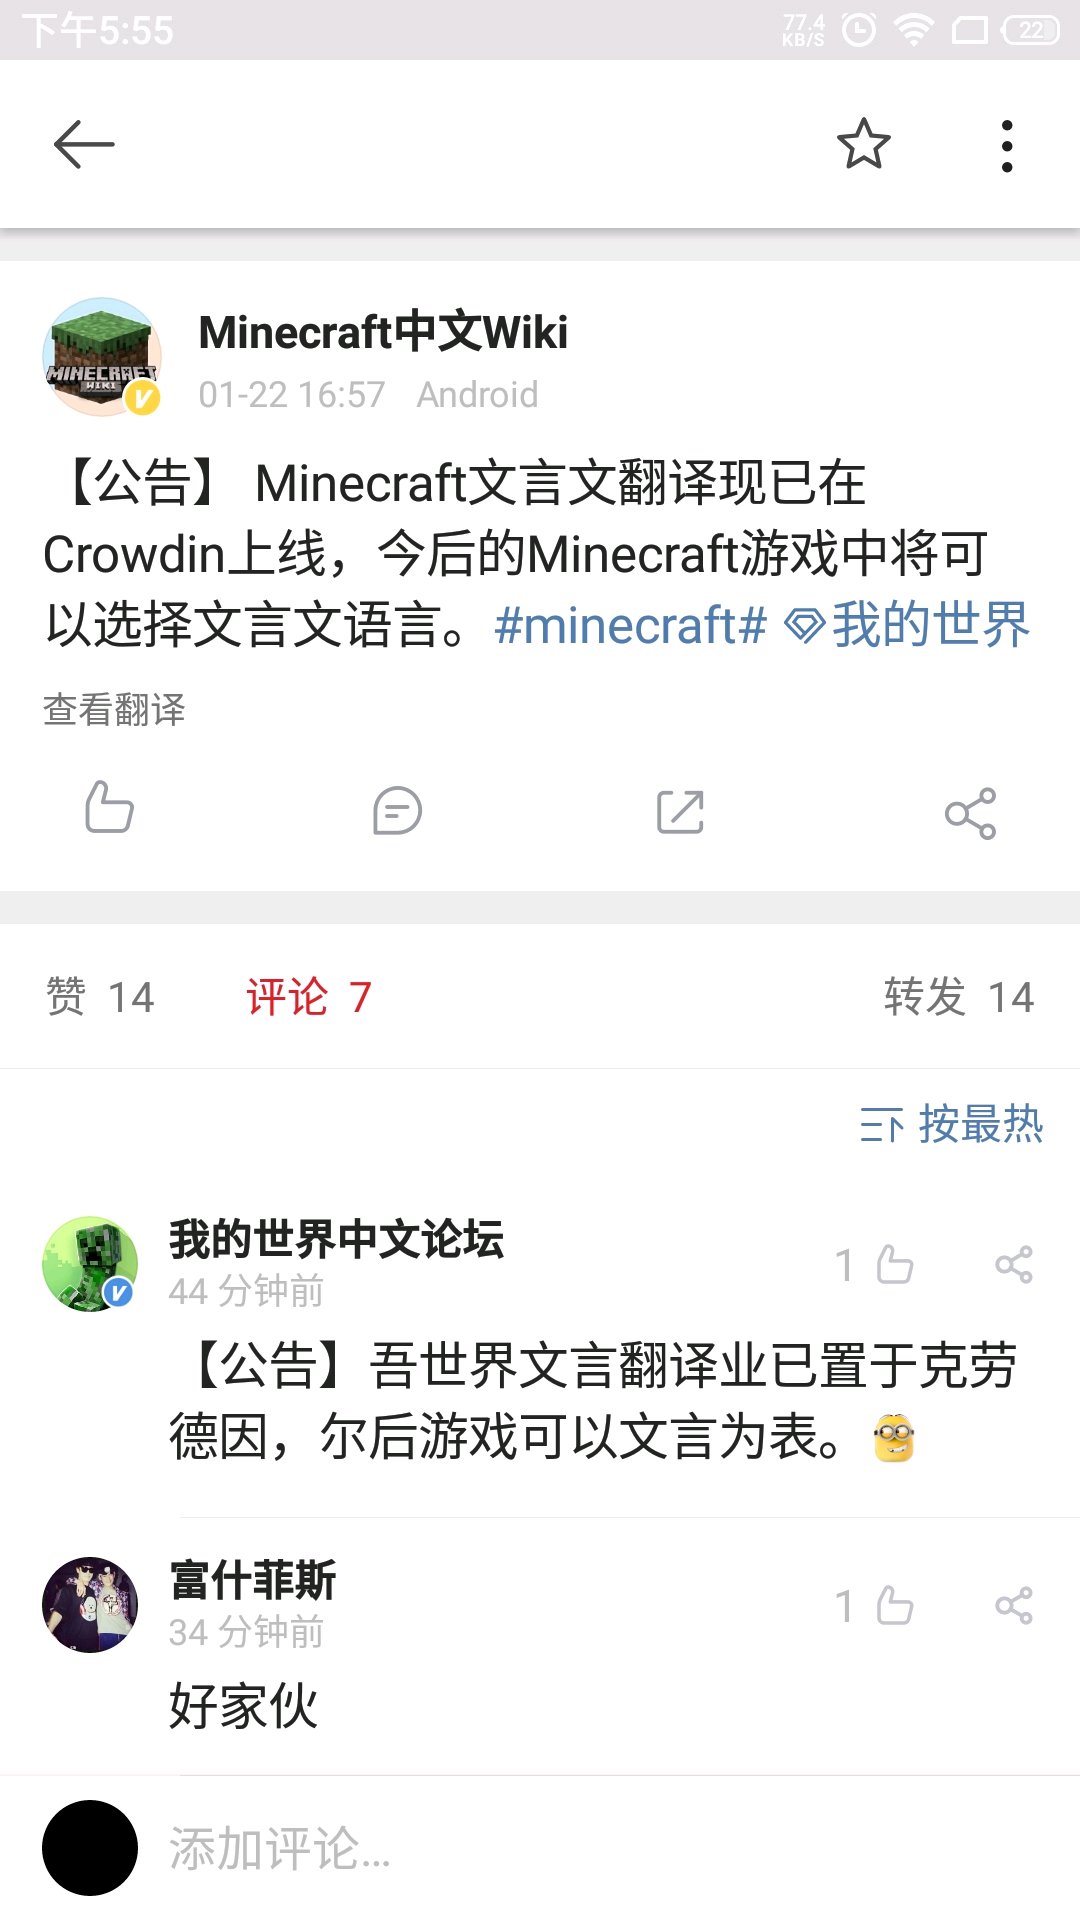 下午5:55
77.4
KB/S
22
Minecraft中文Wiki
MINECRAFT
WIKI
01-22 16:57 Android
【公告】 Minecraft文言文翻译现已在
Crowdin上线，今后的Minecraft游戏中将可
以选择文言文语言。#minecraft# 我的世界
查看翻译
赞 14
评论 7
转发 14
按最热
我的世界中文论坛
44 分钟前
1
【公告】吾世界文言翻译业已置于克劳
德因，尔后游戏可以文言为表。
富什菲斯
34 分钟前
1
好家伙
添加评论...